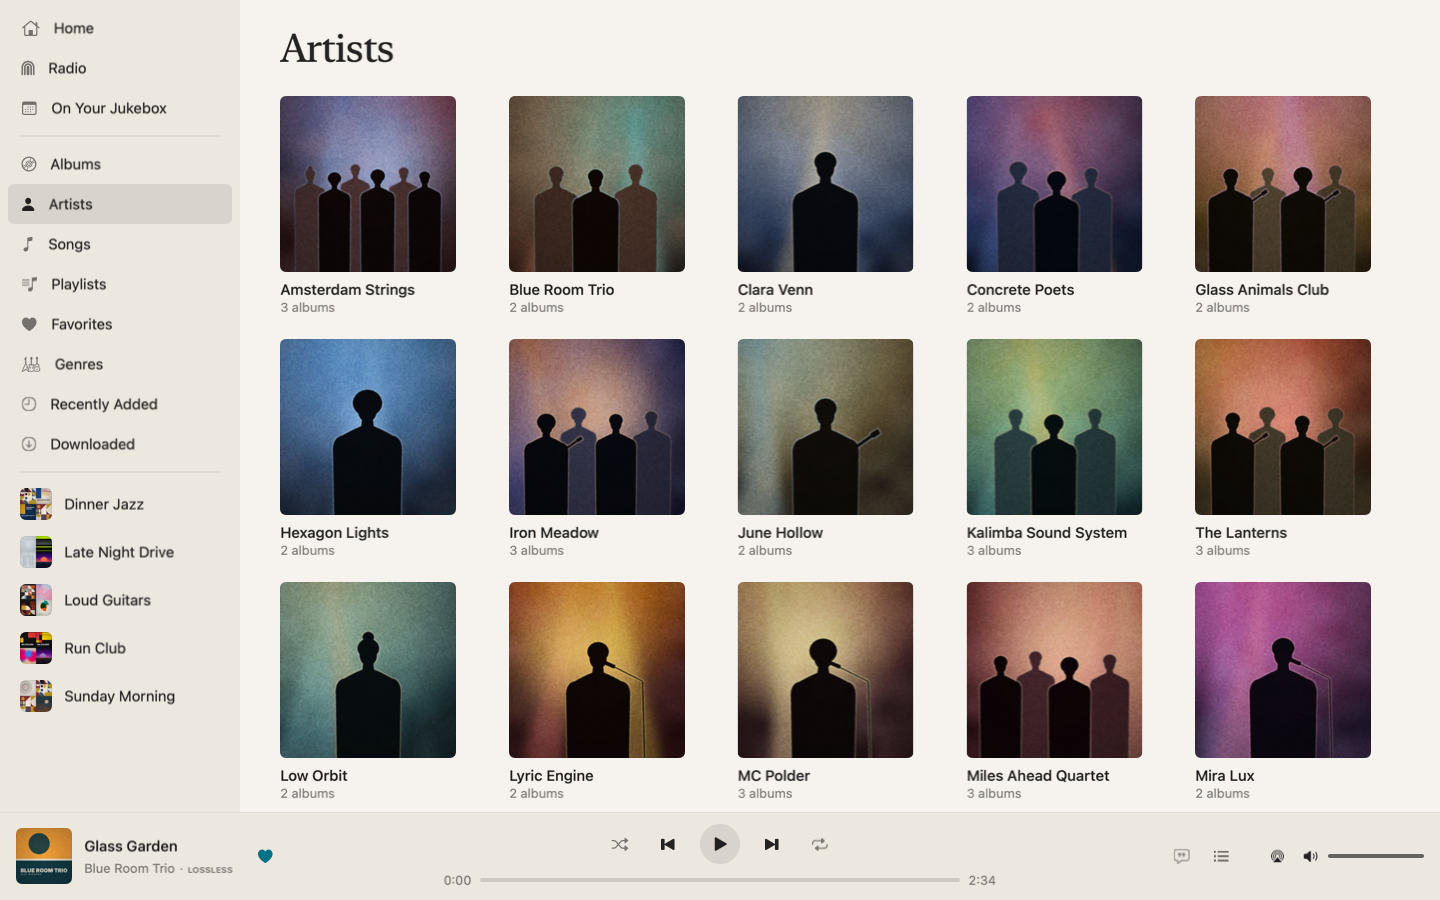 Home
Radio
On Your Jukebox
Albums
Artists
Songs
Playlists
Favorites
Genres
Recently Added
Downloaded
Dinner Jazz
Late Night Drive
Loud Guitars
Run Club
Sunday Morning
Artists
Amsterdam Strings
3 albums
Blue Room Trio
2 albums
Clara Venn
2 albums
Concrete Poets
2 albums
Glass Animals Club
2 albums
Hexagon Lights
2 albums
Iron Meadow
3 albums
June Hollow
2 albums
Kalimba Sound System
3 albums
The Lanterns
3 albums
Low Orbit
2 albums
Lyric Engine
2 albums
MC Polder
3 albums
Miles Ahead Quartet
3 albums
Mira Lux
2 albums
BLUE ROOM TRIO
Glass Garden
Blue Room Trio · LOSSLESS
0:00
2:34